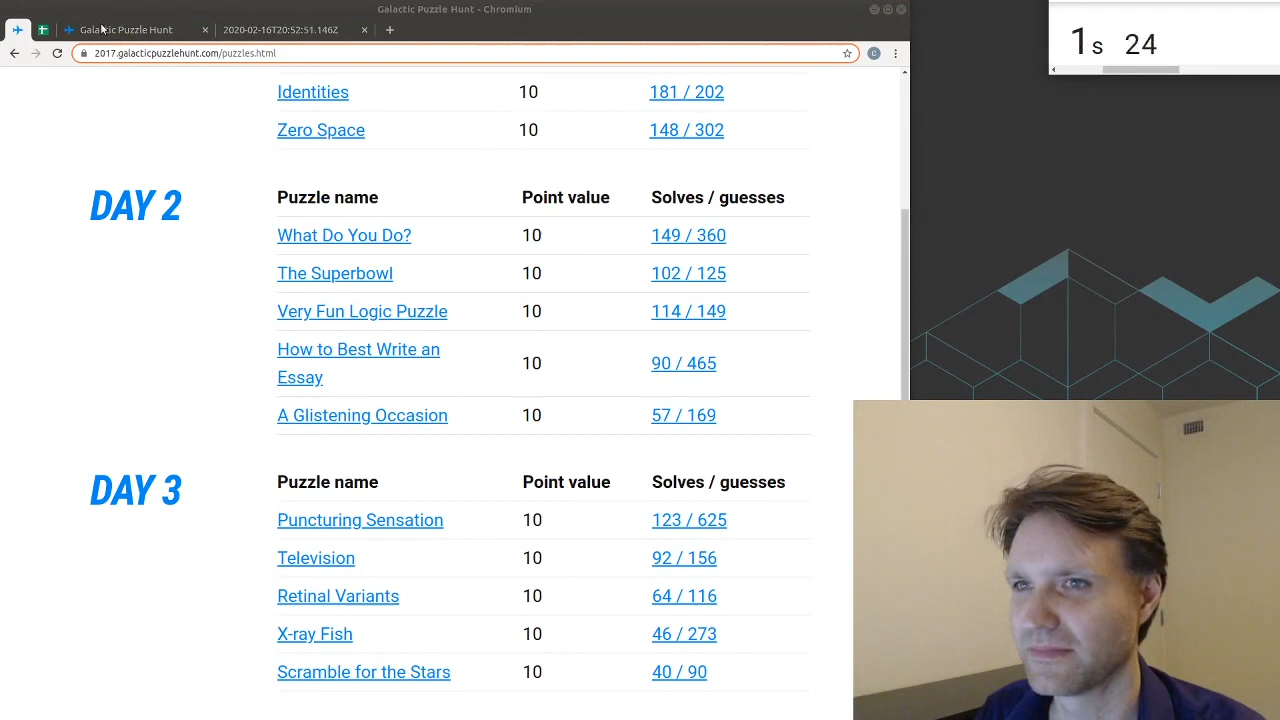 Galactic Puzzle Hunt - Chromium
Galactic Puzzle Hunt
2020-02-16T20:52:51.146Z
2017.galacticpuzzlehunt.com/puzzles.html
C
1s 24
Identities 10 181 / 202
Zero Space 10 148 / 302
DAY 2
Puzzle name Point value Solves / guesses
What Do You Do? 10 149 / 360
The Superbowl 10 102 / 125
Very Fun Logic Puzzle 10 114 / 149
How to Best Write an
Essay 10 90 / 465
A Glistening Occasion 10 57 / 169
DAY 3
Puzzle name Point value Solves / guesses
Puncturing Sensation 10 123 / 625
Television 10 92 / 156
Retinal Variants 10 64 / 116
X-ray Fish 10 46 / 273
Scramble for the Stars 10 40 / 90